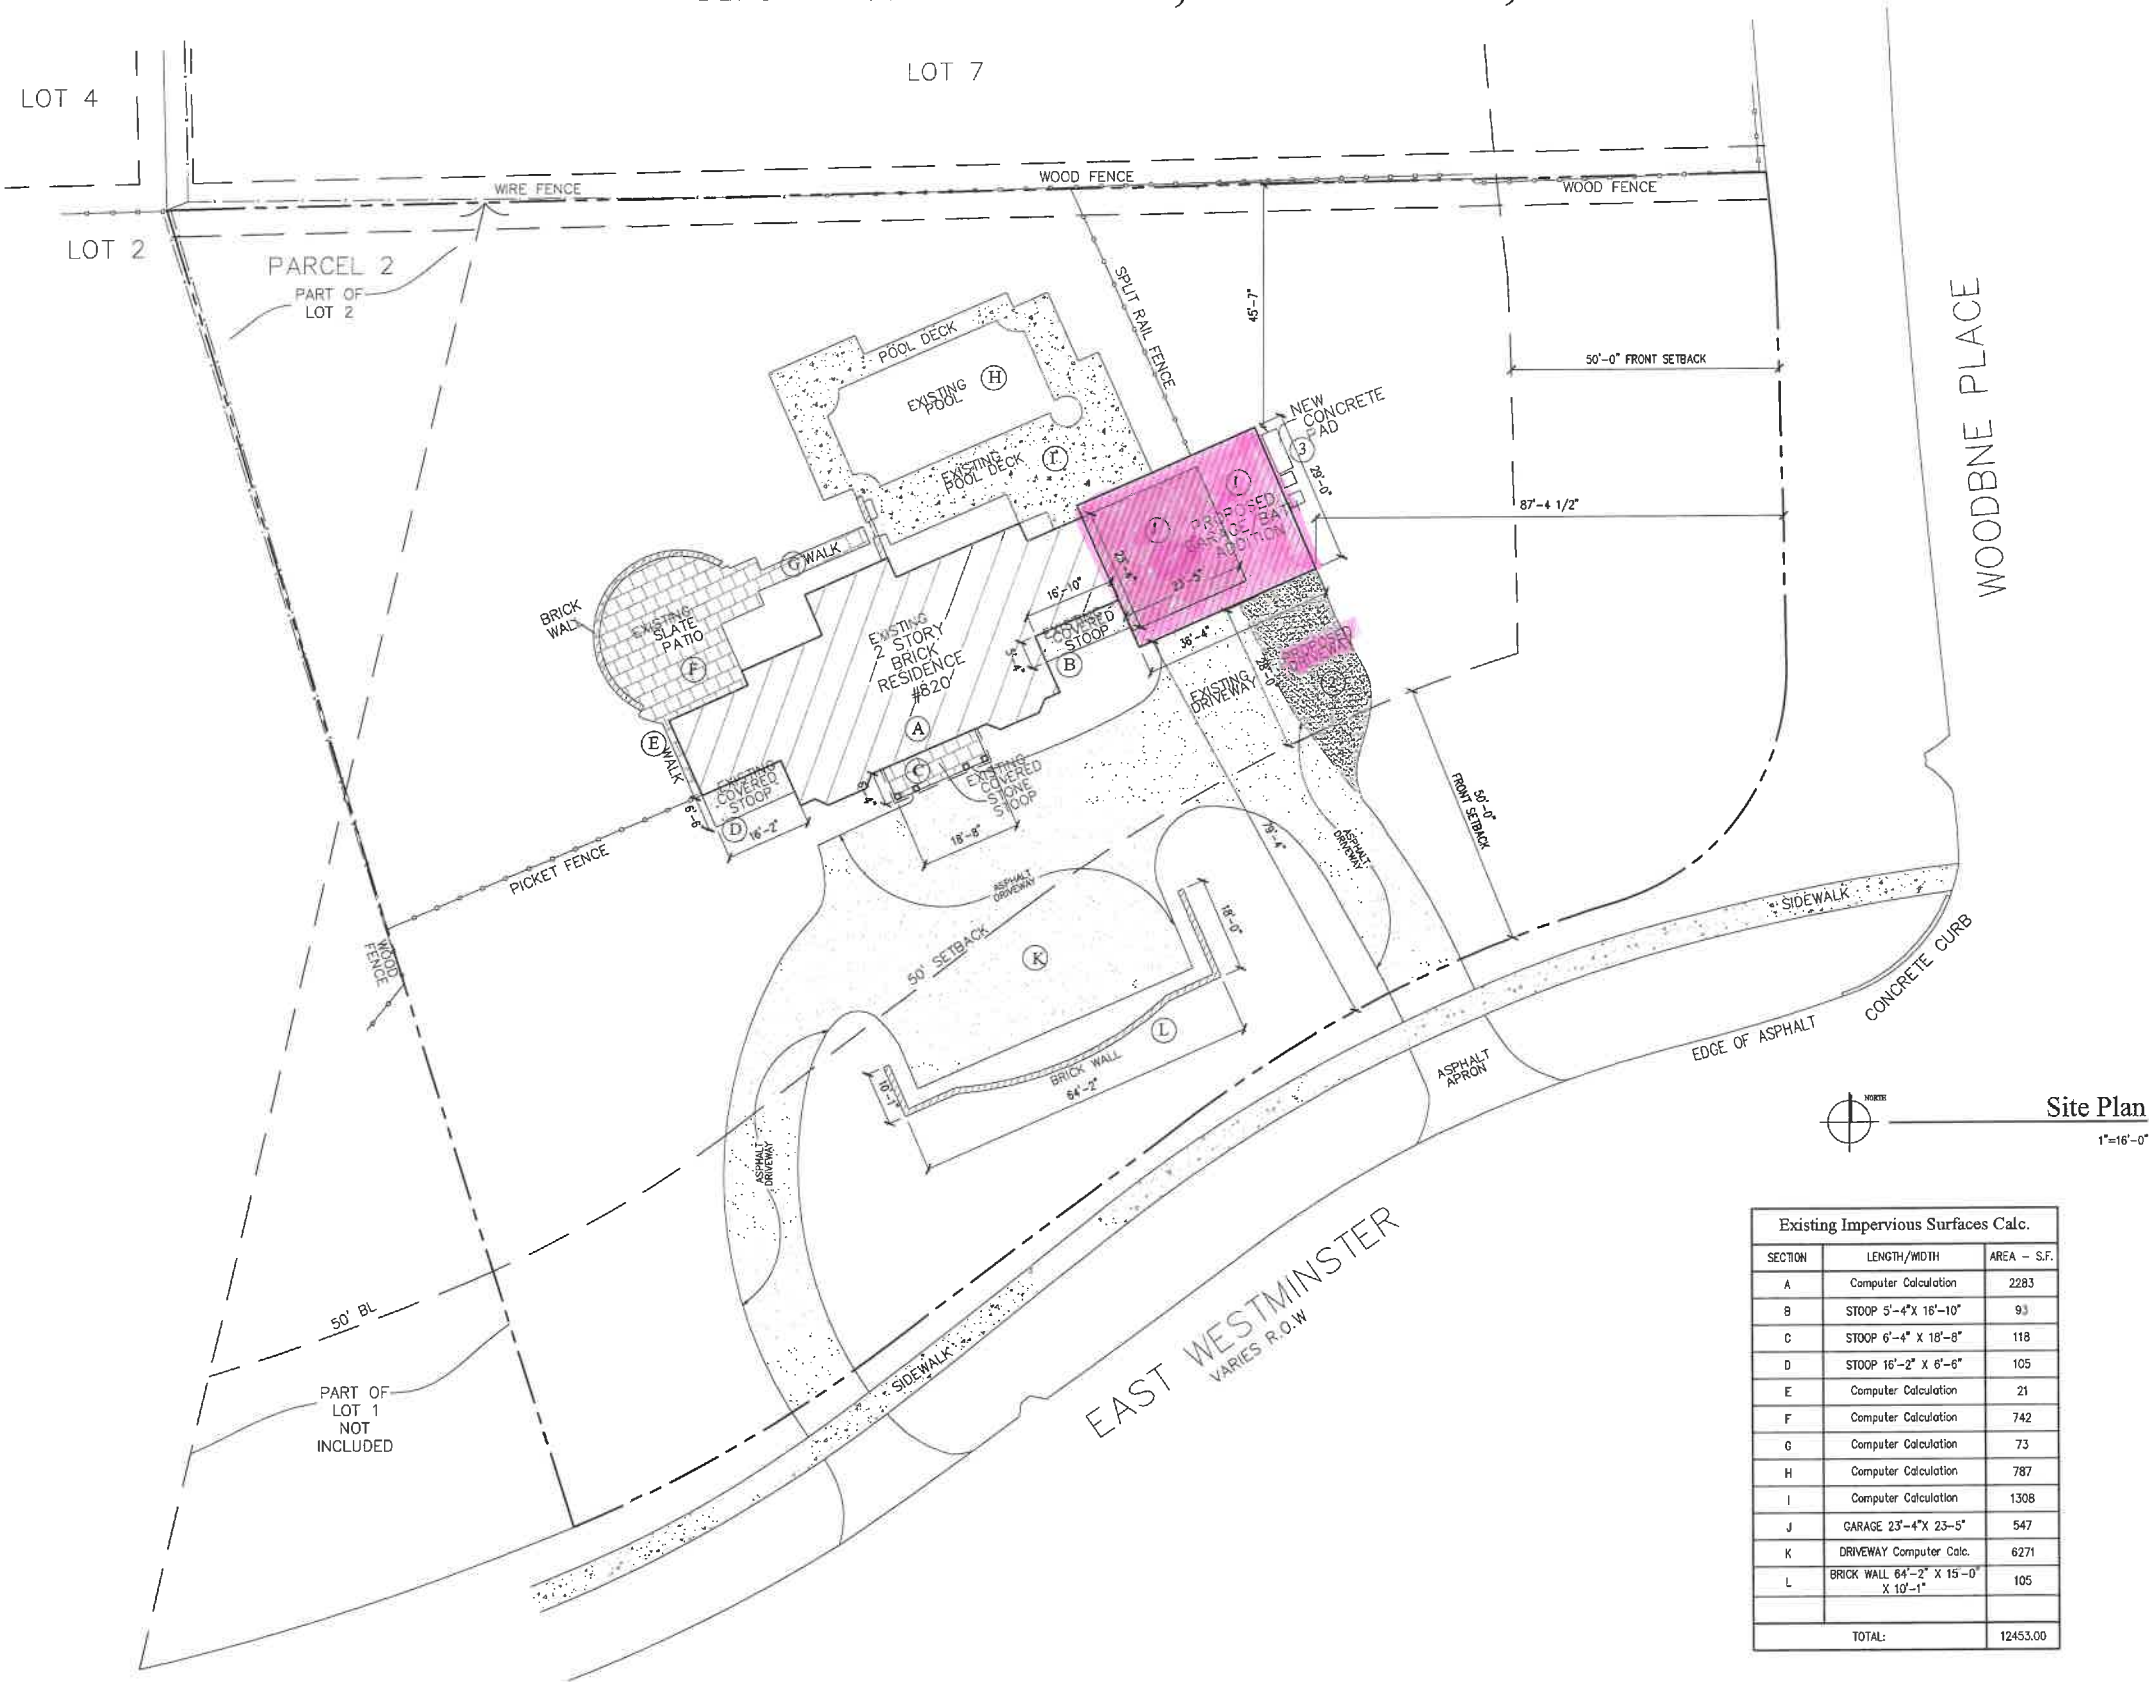 LOT 7
LOT 4
WOOD FENCE
WIRE FENCE
WOOD FENCE
LOT 2
PARCEL 2
PART OF
LOT 2
SPLIT RAIL FENCE
45'-7"
50'-0" FRONT SETBACK
WOODBNE PLACE
POOL DECK
EXISTING
POOL
H
NEW
CONCRETE
PAD
3
29'-0"
EXISTING
POOL DECK
I
1
PROPOSED
GARAGE/BATH
ADDITION
87'-4 1/2"
G WALK
23'-4"
23'-5"
16'-10"
BRICK
WALL
EXISTING
SLATE
PATIO
F
EXISTING
2 STORY
BRICK
RESIDENCE
#820
EXISTING
COVERED
STOOP
B
5'-4"
36'-4"
PROPOSED
DRIVEWAY
2
28'-0"
EXISTING
DRIVEWAY
A
E
WALK
C
6'-4"
EXISTING
COVERED
STONE
STOOP
EXISTING
COVERED
STOOP
6'-6"
D
16'-2"
18'-8"
79'-4"
ASPHALT
DRIVEWAY
50'-0"
FRONT SETBACK
PICKET FENCE
ASPHALT
DRIVEWAY
SIDEWALK
18'-0"
WOOD
FENCE
50' SETBACK
K
CONCRETE CURB
L
EDGE OF ASPHALT
BRICK WALL
64'-2"
10'-1"
ASPHALT
APRON
ASPHALT
DRIVEWAY
NORTH
Site Plan
1"=16'-0"
EAST WESTMINSTER
VARIES R.O.W
50' BL
SIDEWALK
PART OF
LOT 1
NOT
INCLUDED
Existing Impervious Surfaces Calc.
SECTION LENGTH/WIDTH AREA - S.F.
A Computer Calculation 2283
B STOOP 5'-4"X 16'-10" 93
C STOOP 6'-4" X 18'-8" 118
D STOOP 16'-2" X 6'-6" 105
E Computer Calculation 21
F Computer Calculation 742
G Computer Calculation 73
H Computer Calculation 787
I Computer Calculation 1308
J GARAGE 23'-4"X 23-5" 547
K DRIVEWAY Computer Calc. 6271
L BRICK WALL 64'-2" X 15'-0"
X 10'-1" 105
TOTAL: 12453.00